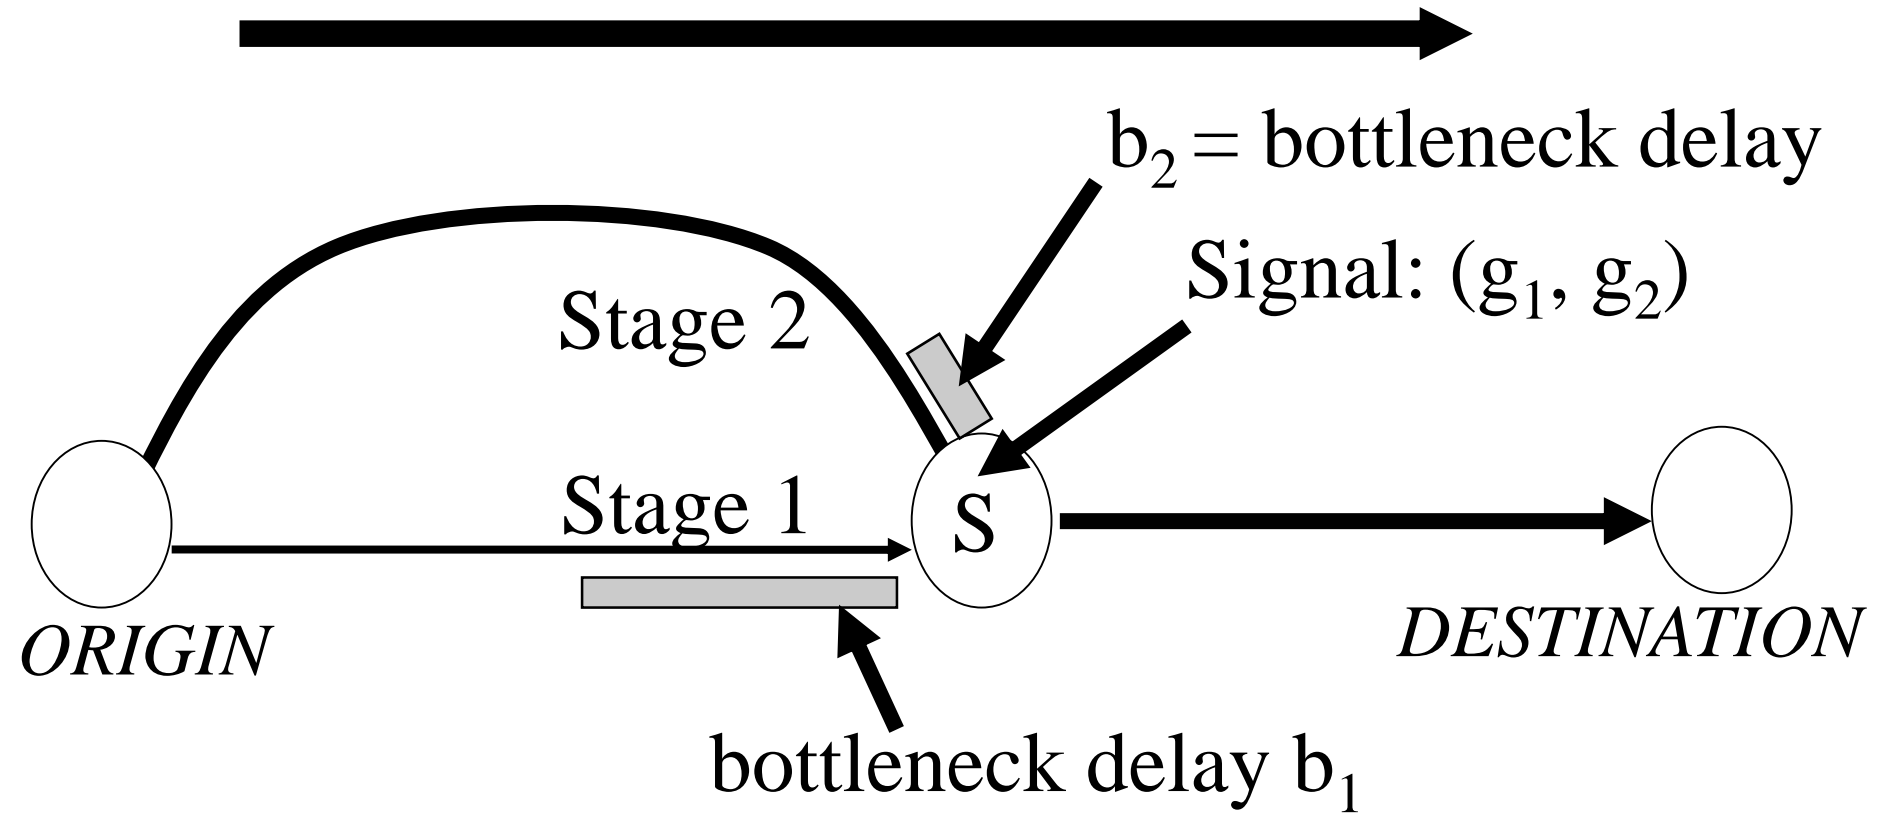 b₂ = bottleneck delay
Signal: (g₁, g₂)
Stage 2
Stage 1
S
ORIGIN
DESTINATION
bottleneck delay b₁